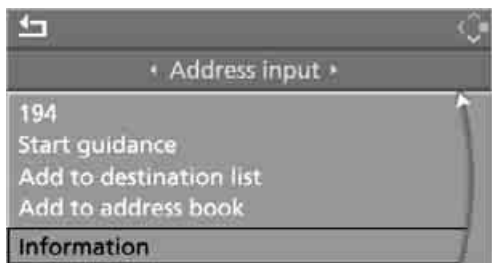 Address input
194
Start guidance
Add to destination list
Add to address book
Information